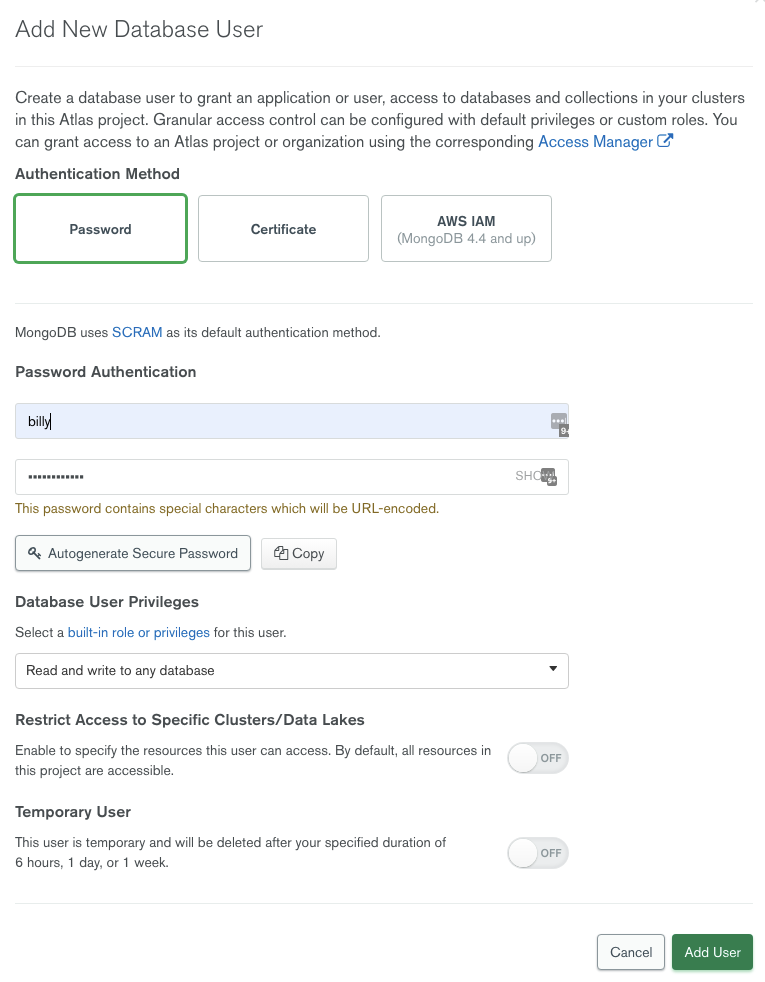 Add New Database User
Create a database user to grant an application or user, access to databases and collections in your clusters
in this Atlas project. Granular access control can be configured with default privileges or custom roles. You
can grant access to an Atlas project or organization using the corresponding Access Manager
Authentication Method
Password
Certificate
AWS IAM
(MongoDB 4.4 and up)
MongoDB uses SCRAM as its default authentication method.
Password Authentication
billy
9+
••••••••••••
This password contains special characters which will be URL-encoded.
Autogenerate Secure Password
Copy
Database User Privileges
Select a built-in role or privileges for this user.
Read and write to any database
Restrict Access to Specific Clusters/Data Lakes
Enable to specify the resources this user can access. By default, all resources in
this project are accessible.
OFF
Temporary User
This user is temporary and will be deleted after your specified duration of
6 hours, 1 day, or 1 week.
OFF
Cancel
Add User